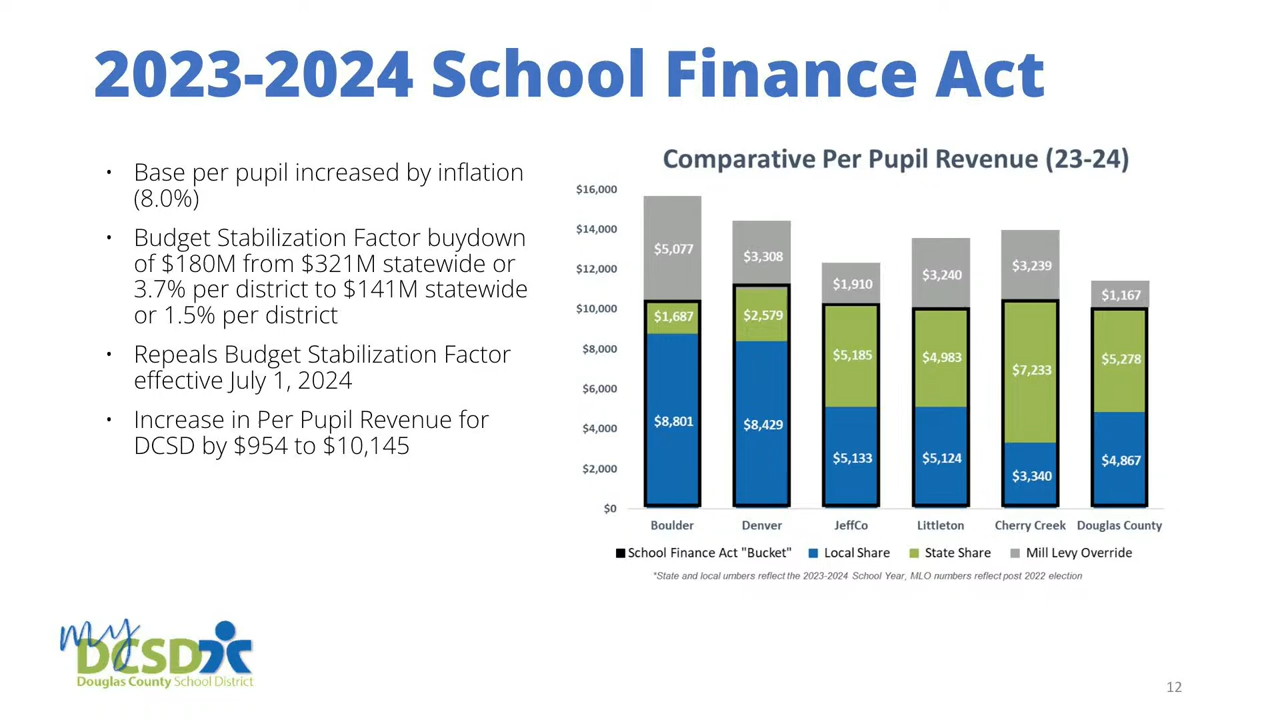 2023-2024 School Finance Act
• Base per pupil increased by inflation
(8.0%)
• Budget Stabilization Factor buydown
of $180M from $321M statewide or
3.7% per district to $141M statewide
or 1.5% per district
• Repeals Budget Stabilization Factor
effective July 1, 2024
• Increase in Per Pupil Revenue for
DCSD by $954 to $10,145
Comparative Per Pupil Revenue (23-24)
$16,000
$14,000
$12,000
$10,000
$8,000
$6,000
$4,000
$2,000
$0
$5,077
$1,687
$8,801
$3,308
$2,579
$8,429
$1,910
$5,185
$5,133
$3,240
$4,983
$5,124
$3,239
$7,233
$3,340
$1,167
$5,278
$4,867
Boulder Denver JeffCo Littleton Cherry Creek Douglas County
School Finance Act "Bucket" Local Share State Share Mill Levy Override
*State and local umbers reflect the 2023-2024 School Year, MLO numbers reflect post 2022 election
my
DCSD
Douglas County School District
12